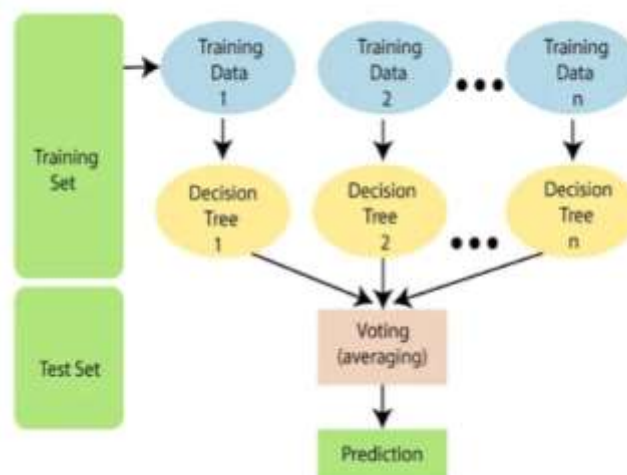 Training
Set
Test Set
Training
Data
1
Training
Data
2
Training
Data
n
Decision
Tree
1
Decision
Tree
2
Decision
Tree
n
Voting
(averaging)
Prediction